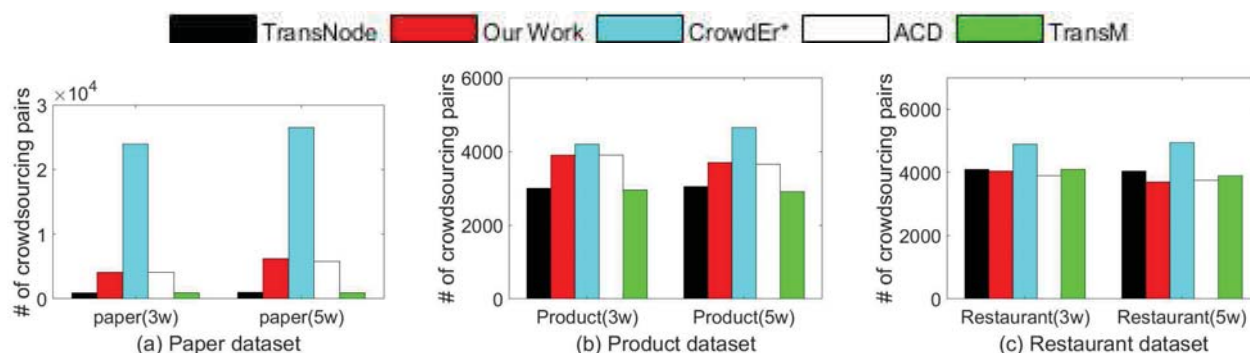 TransNode Our Work CrowdEr* ACD TransM
# of crowdsourcing pairs
×10⁴
3
2
1
0
paper(3w) paper(5w)
(a) Paper dataset
# of crowdsourcing pairs
6000
4000
2000
0
Product(3w) Product(5w)
(b) Product dataset
# of crowdsourcing pairs
6000
4000
2000
0
Restaurant(3w) Restaurant(5w)
(c) Restaurant dataset